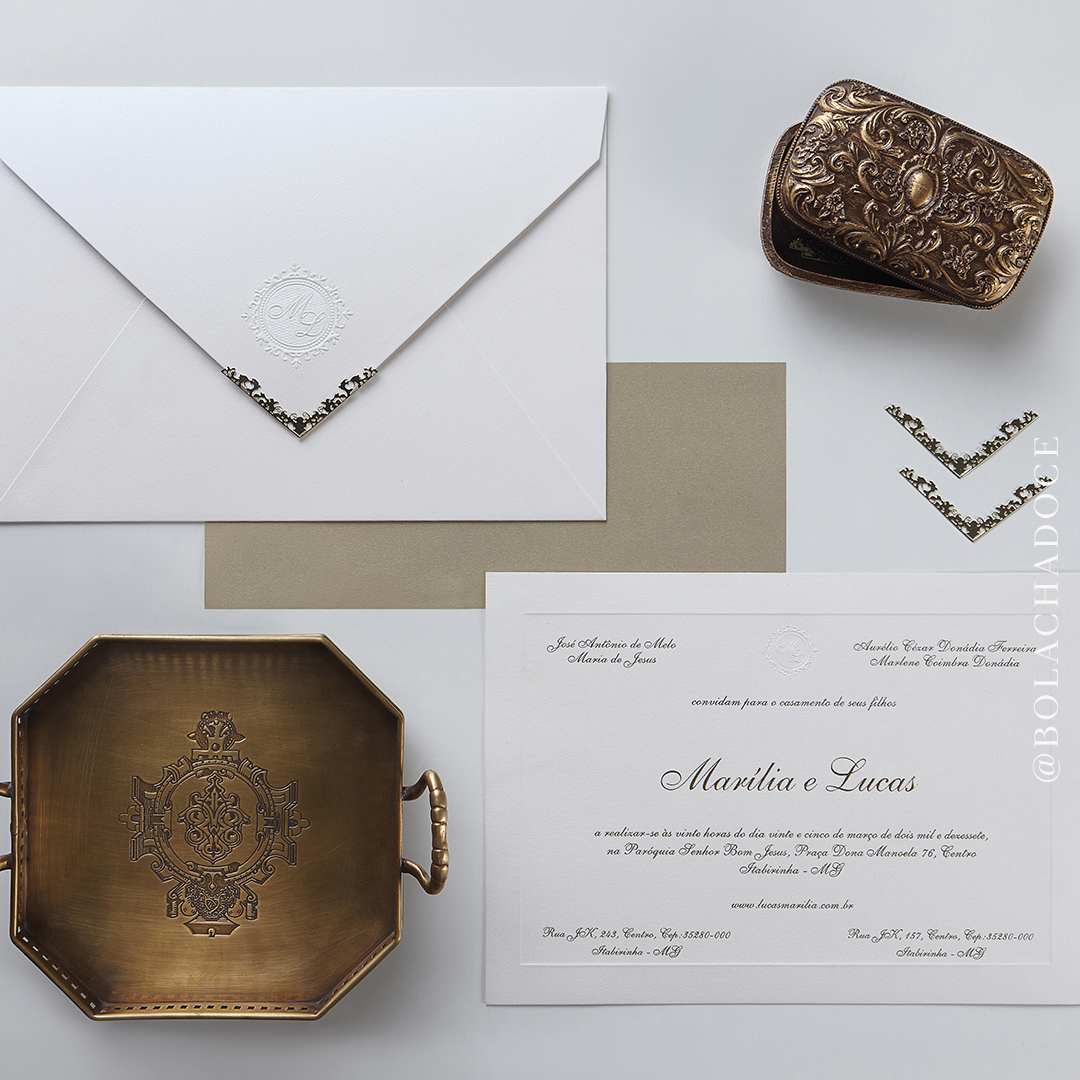 ML
José Antônio de Melo
Maria de Jesus
ML
Aurélio Cézar Donádia Ferreira
Marlene Coimbra Donádia
convidam para o casamento de seus filhos
Marília e Lucas
a realizar-se às vinte horas do dia vinte e cinco de março de dois mil e dezessete,
na Paróquia Senhor Bom Jesus, Praça Dona Manoela 76, Centro
Itabirinha - MG
www.lucasmarilia.com.br
Rua JK, 243, Centro, Cep:35280-000
Itabirinha - MG
Rua JK, 157, Centro, Cep.:35280-000
Itabirinha - MG
@BOLACHADOCE